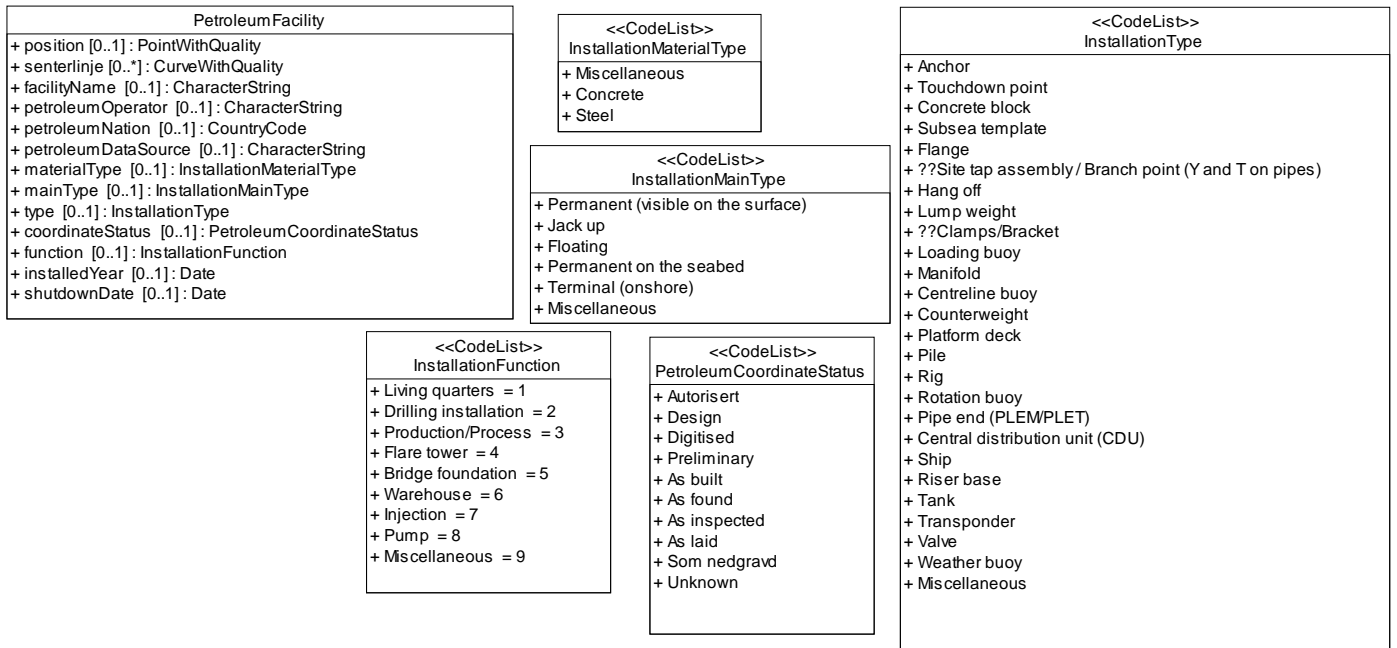 PetroleumFacility
+ position [0..1] : PointWithQuality
+ senterlinje [0..*] : CurveWithQuality
+ facilityName [0..1] : CharacterString
+ petroleumOperator [0..1] : CharacterString
+ petroleumNation [0..1] : CountryCode
+ petroleumDataSource [0..1] : CharacterString
+ materialType [0..1] : InstallationMaterialType
+ mainType [0..1] : InstallationMainType
+ type [0..1] : InstallationType
+ coordinateStatus [0..1] : PetroleumCoordinateStatus
+ function [0..1] : InstallationFunction
+ installedYear [0..1] : Date
+ shutdownDate [0..1] : Date
<<CodeList>>
InstallationMaterialType
+ Miscellaneous
+ Concrete
+ Steel
<<CodeList>>
InstallationMainType
+ Permanent (visible on the surface)
+ Jack up
+ Floating
+ Permanent on the seabed
+ Terminal (onshore)
+ Miscellaneous
<<CodeList>>
InstallationFunction
+ Living quarters = 1
+ Drilling installation = 2
+ Production/Process = 3
+ Flare tower = 4
+ Bridge foundation = 5
+ Warehouse = 6
+ Injection = 7
+ Pump = 8
+ Miscellaneous = 9
<<CodeList>>
PetroleumCoordinateStatus
+ Autorisert
+ Design
+ Digitised
+ Preliminary
+ As built
+ As found
+ As inspected
+ As laid
+ Som nedgravd
+ Unknown
<<CodeList>>
InstallationType
+ Anchor
+ Touchdown point
+ Concrete block
+ Subsea template
+ Flange
+ ??Site tap assembly / Branch point (Y and T on pipes)
+ Hang off
+ Lump weight
+ ??Clamps/Bracket
+ Loading buoy
+ Manifold
+ Centreline buoy
+ Counterweight
+ Platform deck
+ Pile
+ Rig
+ Rotation buoy
+ Pipe end (PLEM/PLET)
+ Central distribution unit (CDU)
+ Ship
+ Riser base
+ Tank
+ Transponder
+ Valve
+ Weather buoy
+ Miscellaneous